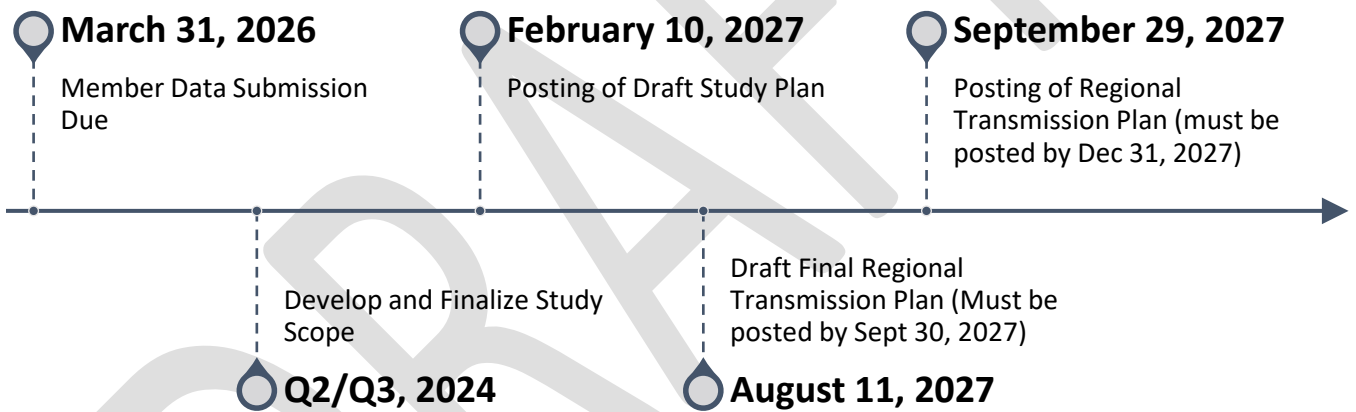 March 31, 2026
Member Data Submission
Due
February 10, 2027
Posting of Draft Study Plan
September 29, 2027
Posting of Regional
Transmission Plan (must be
posted by Dec 31, 2027)
Develop and Finalize Study
Scope
Q2/Q3, 2024
Draft Final Regional
Transmission Plan (Must be
posted by Sept 30, 2027)
August 11, 2027
DRAFT